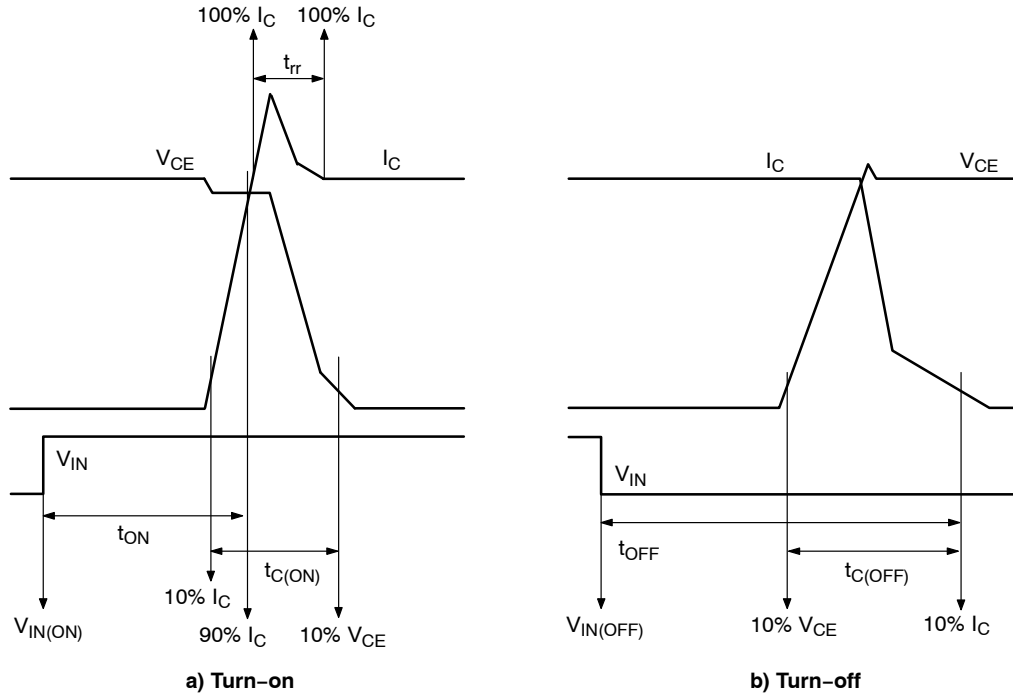 100% I_C
100% I_C
t_rr
V_CE
I_C
I_C
V_CE
V_IN
V_IN
t_ON
t_OFF
t_C(ON)
t_C(OFF)
10% I_C
V_IN(ON)
90% I_C
10% V_CE
V_IN(OFF)
10% V_CE
10% I_C
a) Turn−on
b) Turn−off